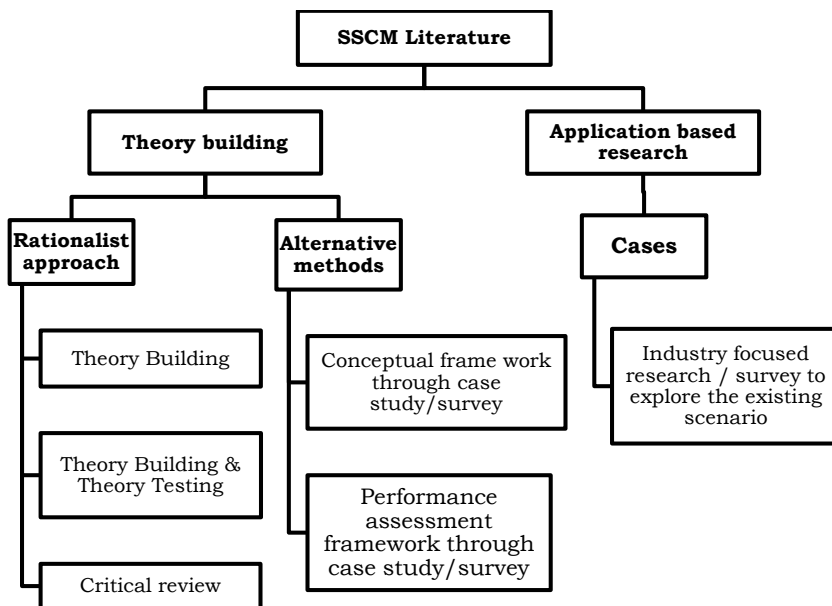 SSCM Literature
Theory building
Application based
research
Rationalist
approach
Alternative
methods
Cases
Theory Building
Theory Building &
Theory Testing
Critical review
Conceptual frame work
through case
study/survey
Performance
assessment
framework through
case study/survey
Industry focused
research / survey to
explore the existing
scenario